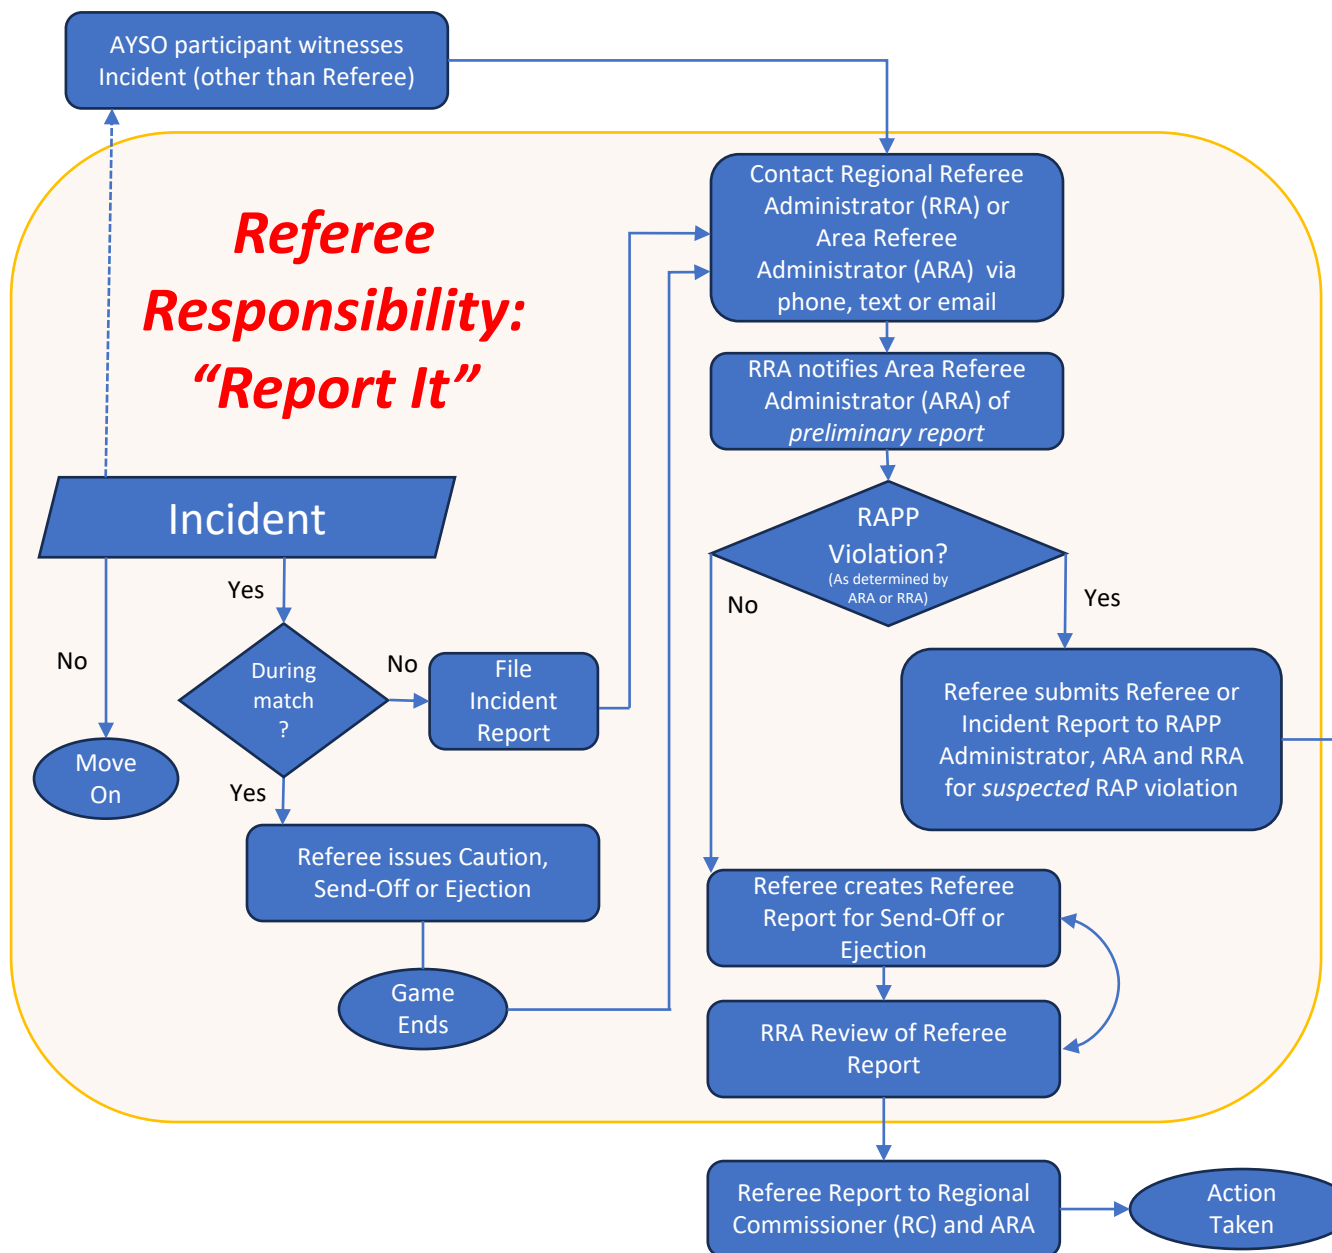 AYSO participant witnesses
Incident (other than Referee)
Referee
Responsibility:
“Report It”
Contact Regional Referee
Administrator (RRA) or
Area Referee
Administrator (ARA) via
phone, text or email
RRA notifies Area Referee
Administrator (ARA) of
preliminary report
Incident
RAPP
Violation?
(As determined by
ARA or RRA)
Yes
No
No
Yes
During
match
?
No
File
Incident
Report
Move
On
Yes
Referee submits Referee or
Incident Report to RAPP
Administrator, ARA and RRA
for suspected RAP violation
Referee issues Caution,
Send-Off or Ejection
Game
Ends
Referee creates Referee
Report for Send-Off or
Ejection
RRA Review of Referee
Report
Referee Report to Regional
Commissioner (RC) and ARA
Action
Taken